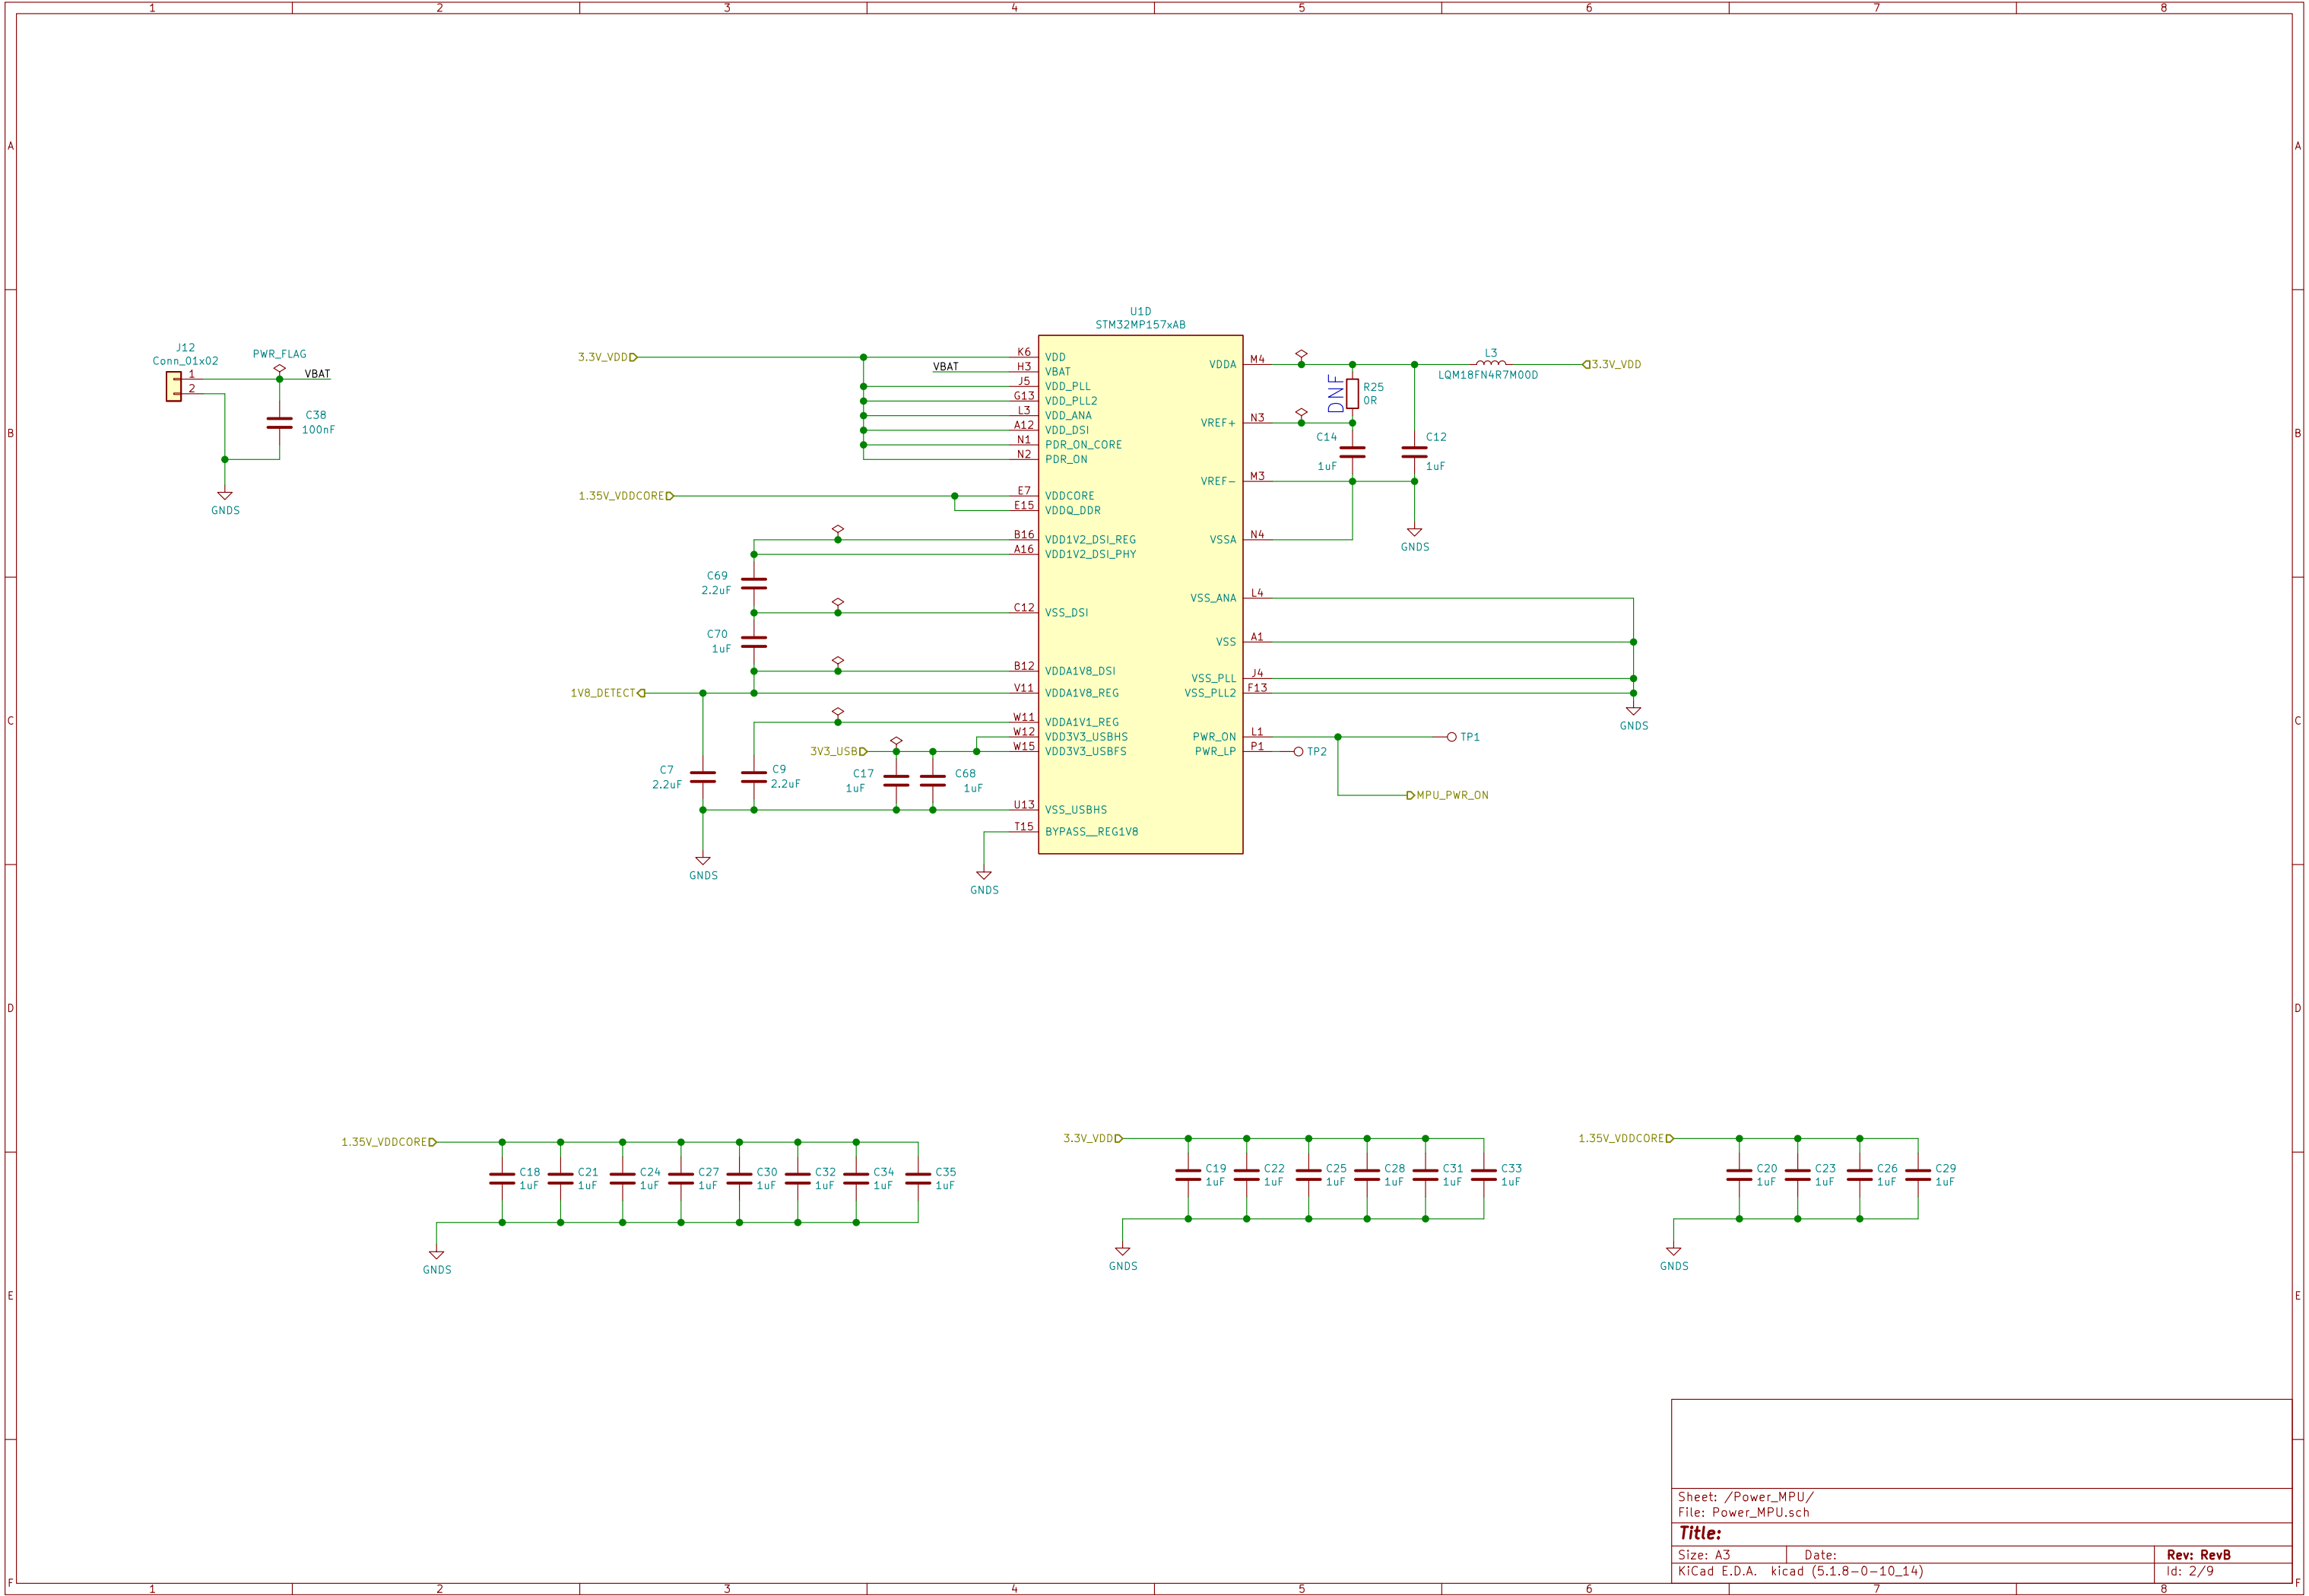 1 2 3 4 5 6 7 8
A A
B B
C C
D D
E E
F F
J12
Conn_01x02
1
2
PWR_FLAG
VBAT
C38
100nF
GNDS
U1D
STM32MP157xAB
3.3V_VDD
VBAT
K6 VDD
H3 VBAT
J5 VDD_PLL
G13 VDD_PLL2
L3 VDD_ANA
A12 VDD_DSI
N1 PDR_ON_CORE
N2 PDR_ON
1.35V_VDDCORE
E7 VDDCORE
E15 VDDQ_DDR
B16 VDD1V2_DSI_REG
A16 VDD1V2_DSI_PHY
C69
2.2uF
C12 VSS_DSI
C70
1uF
B12 VDDA1V8_DSI
1V8_DETECT
V11 VDDA1V8_REG
W11 VDDA1V1_REG
W12 VDD3V3_USBHS
3V3_USB
W15 VDD3V3_USBFS
C7
2.2uF
C9
2.2uF
C17
1uF
C68
1uF
U13 VSS_USBHS
T15 BYPASS__REG1V8
GNDS
GNDS
VDDA M4
L3
LQM18FN4R7M00D
3.3V_VDD
DNF
R25
0R
VREF+ N3
C14
1uF
C12
1uF
VREF- M3
VSSA N4
GNDS
VSS_ANA L4
VSS A1
VSS_PLL J4
VSS_PLL2 F13
GNDS
PWR_ON L1
TP1
PWR_LP P1
TP2
MPU_PWR_ON
1.35V_VDDCORE
C18 C21 C24 C27 C30 C32 C34 C35
1uF 1uF 1uF 1uF 1uF 1uF 1uF 1uF
GNDS
3.3V_VDD
C19 C22 C25 C28 C31 C33
1uF 1uF 1uF 1uF 1uF 1uF
GNDS
1.35V_VDDCORE
C20 C23 C26 C29
1uF 1uF 1uF 1uF
GNDS
Sheet: /Power_MPU/
File: Power_MPU.sch
Title:
Size: A3 Date: Rev: RevB
KiCad E.D.A. kicad (5.1.8-0-10_14) Id: 2/9
1 2 3 4 5 6 7 8